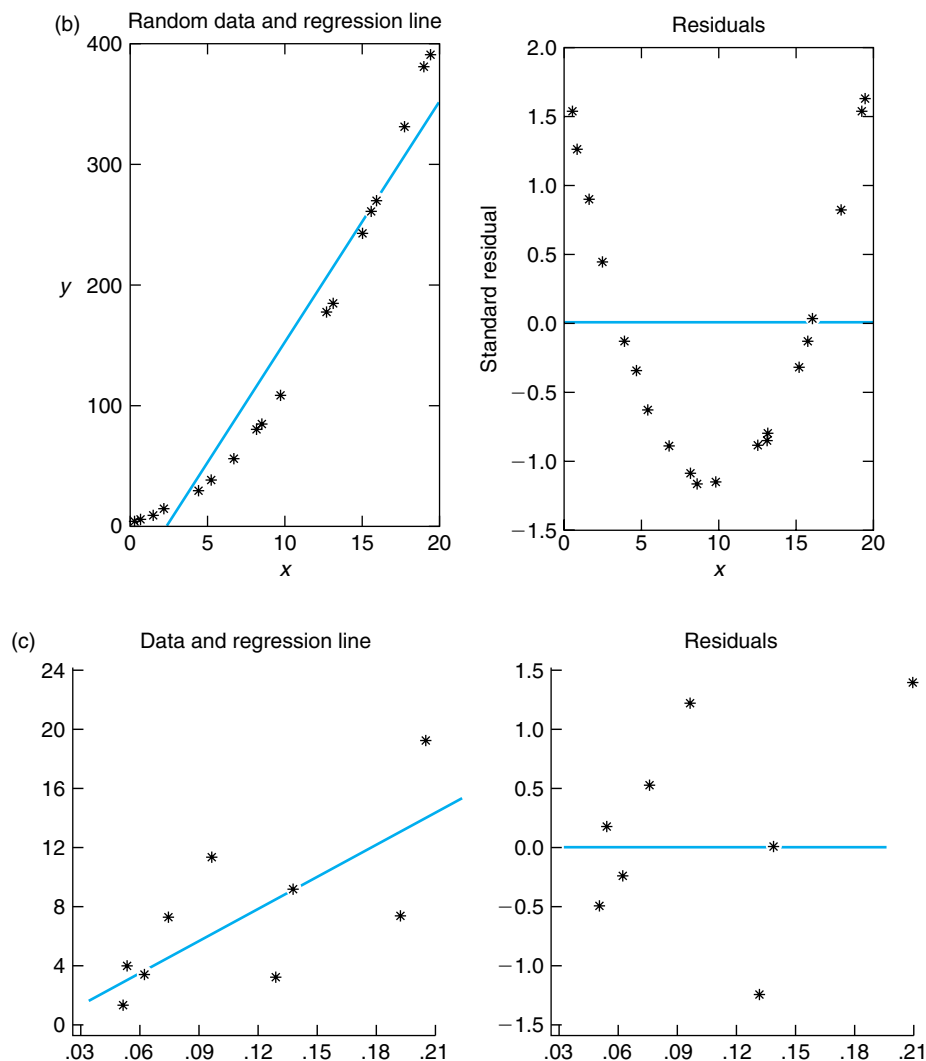 (b)
Random data and regression line
400
300
200
100
0
y
0 5 10 15 20
x
Residuals
2.0
1.5
1.0
0.5
0.0
−0.5
−1.0
−1.5
Standard residual
0 5 10 15 20
x
(c)
Data and regression line
24
20
16
12
8
4
0
.03 .06 .09 .12 .15 .18 .21
Residuals
1.5
1.0
0.5
0.0
−0.5
−1.0
−1.5
.03 .06 .09 .12 .15 .18 .21